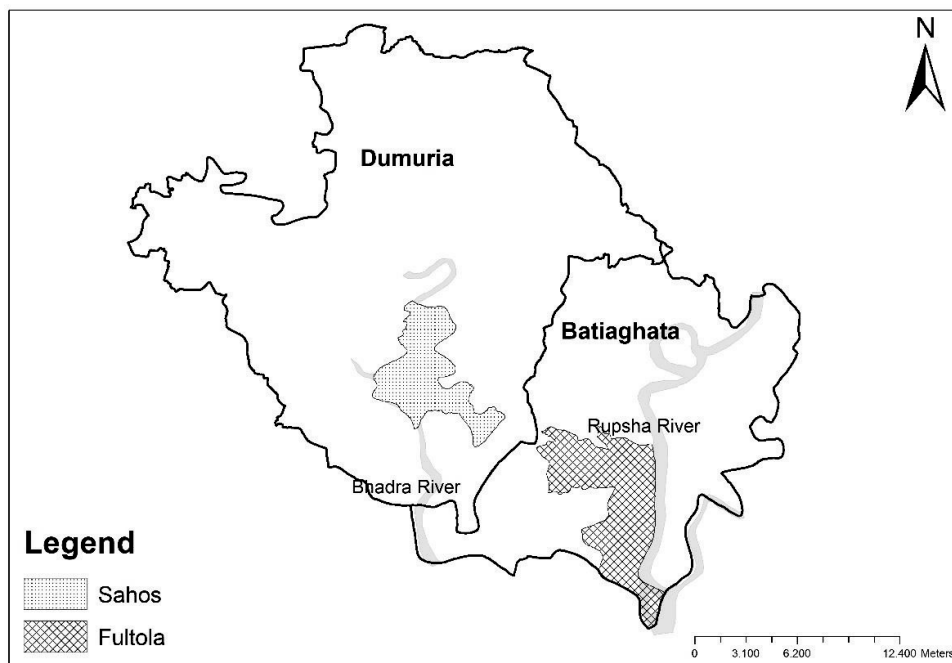 N
Dumuria
Batiaghata
Rupsha River
Bhadra River
Legend
Sahos
Fultola
0 3.100 6.200 12.400 Meters